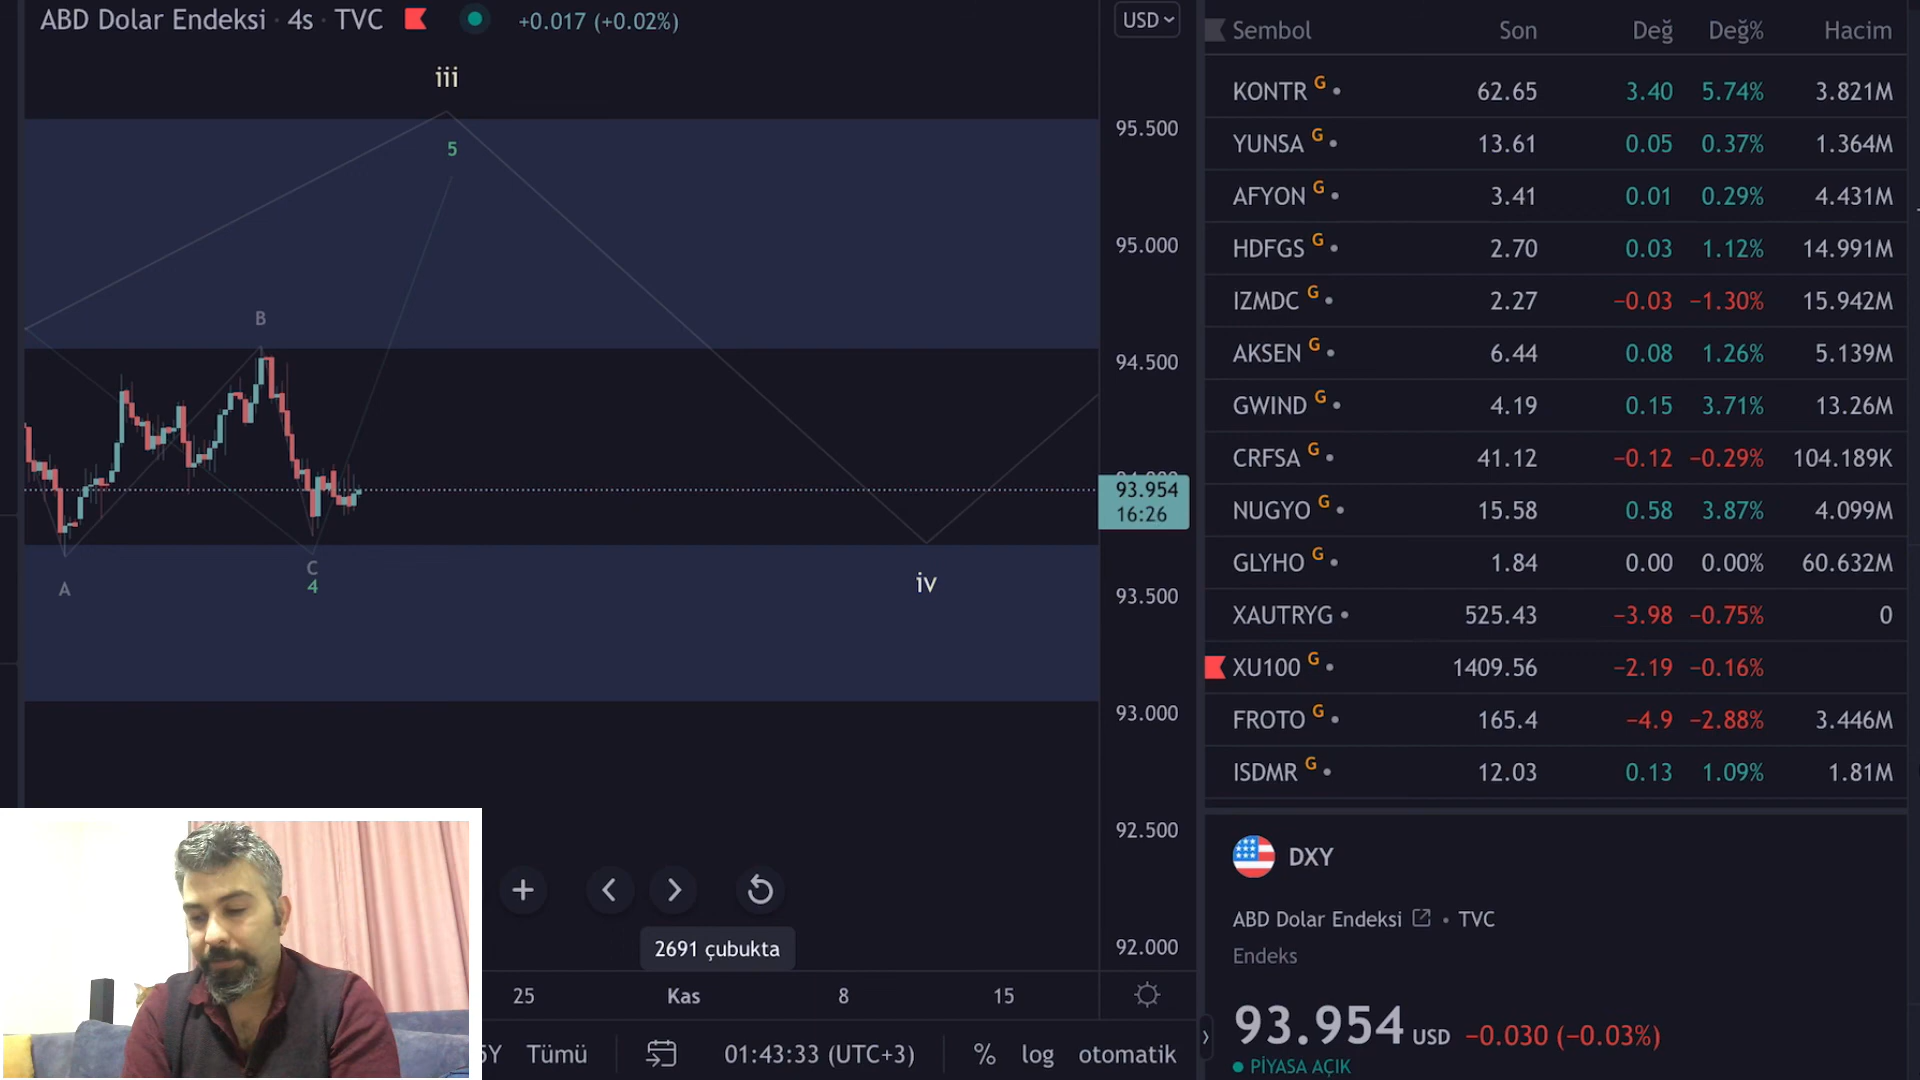 ABD Dolar Endeksi · 4s · TVC +0.017 (+0.02%)
USD
iii
5
B
A
C
4
iv
95.500
95.000
94.500
93.954
16:26
93.500
93.000
92.500
92.000
2691 çubukta
25 Kas 8 15
5Y Tümü 01:43:33 (UTC+3) % log otomatik
Sembol Son Değ Değ% Hacim
KONTR G • 62.65 3.40 5.74% 3.821M
YUNSA G • 13.61 0.05 0.37% 1.364M
AFYON G • 3.41 0.01 0.29% 4.431M
HDFGS G • 2.70 0.03 1.12% 14.991M
IZMDC G • 2.27 −0.03 −1.30% 15.942M
AKSEN G • 6.44 0.08 1.26% 5.139M
GWIND G • 4.19 0.15 3.71% 13.26M
CRFSA G • 41.12 −0.12 −0.29% 104.189K
NUGYO G • 15.58 0.58 3.87% 4.099M
GLYHO G • 1.84 0.00 0.00% 60.632M
XAUTRYG • 525.43 −3.98 −0.75% 0
XU100 G • 1409.56 −2.19 −0.16%
FROTO G • 165.4 −4.9 −2.88% 3.446M
ISDMR G • 12.03 0.13 1.09% 1.81M
DXY
ABD Dolar Endeksi • TVC
Endeks
93.954 USD −0.030 (−0.03%)
• PİYASA AÇIK